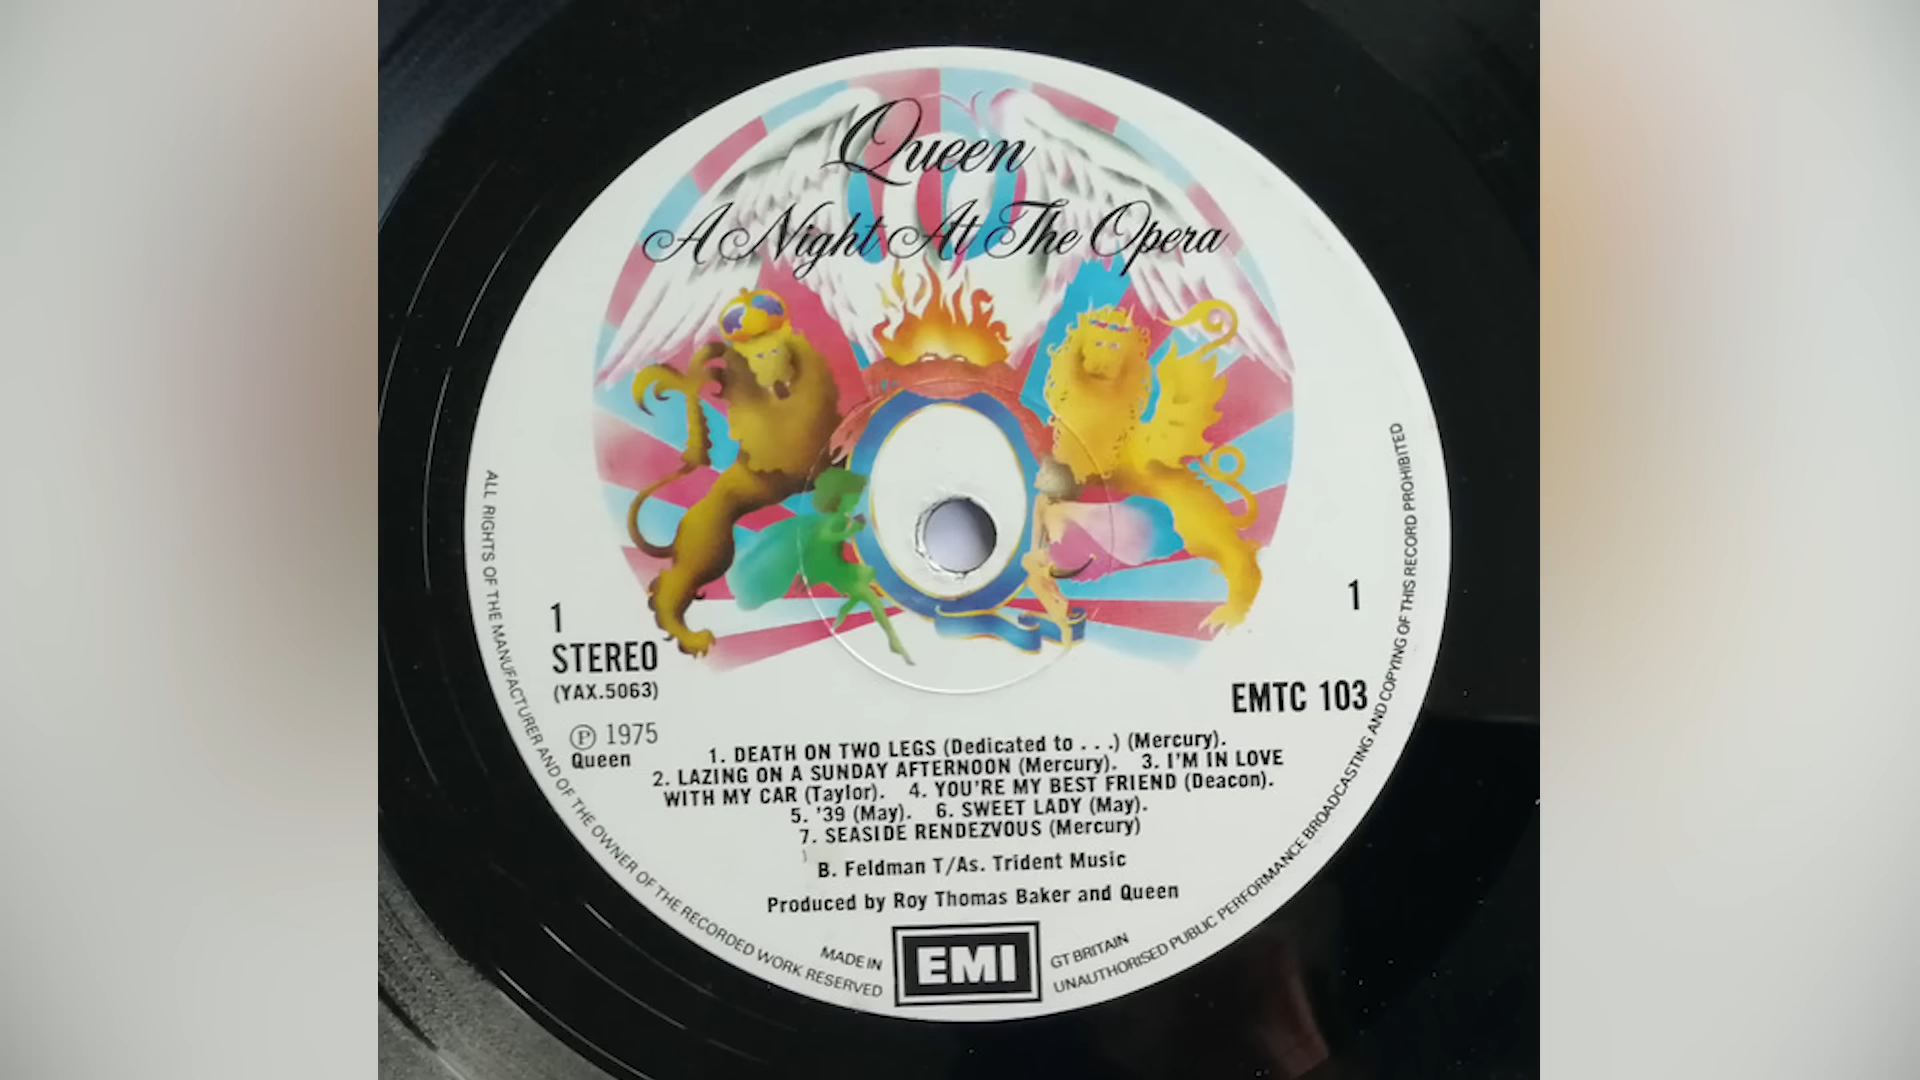 Queen
A Night At The Opera
1
STEREO
(YAX.5063)
Ⓟ 1975
Queen
1
EMTC 103
1. DEATH ON TWO LEGS (Dedicated to . . .) (Mercury).
2. LAZING ON A SUNDAY AFTERNOON (Mercury). 3. I'M IN LOVE
WITH MY CAR (Taylor). 4. YOU'RE MY BEST FRIEND (Deacon).
5. '39 (May). 6. SWEET LADY (May).
7. SEASIDE RENDEZVOUS (Mercury)
B. Feldman T/As. Trident Music
Produced by Roy Thomas Baker and Queen
MADE IN
EMI
GT BRITAIN
ALL RIGHTS OF THE MANUFACTURER AND OF THE OWNER OF THE RECORDED WORK RESERVED
UNAUTHORISED PUBLIC PERFORMANCE BROADCASTING AND COPYING OF THIS RECORD PROHIBITED